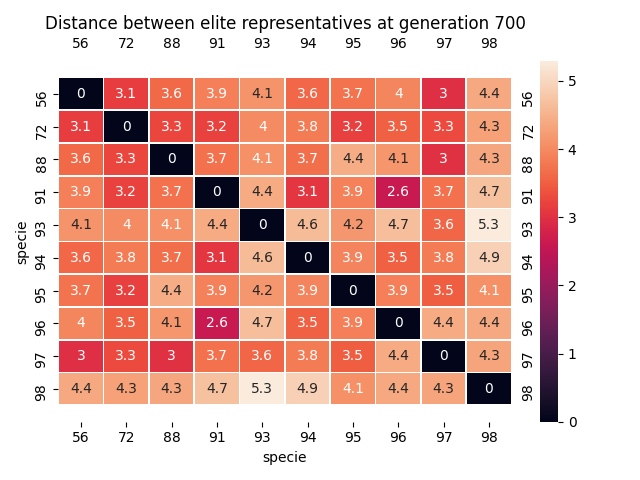 Distance between elite representatives at generation 700
56 72 88 91 93 94 95 96 97 98
56 0 3.1 3.6 3.9 4.1 3.6 3.7 4 3 4.4 56
72 3.1 0 3.3 3.2 4 3.8 3.2 3.5 3.3 4.3 72
88 3.6 3.3 0 3.7 4.1 3.7 4.4 4.1 3 4.3 88
91 3.9 3.2 3.7 0 4.4 3.1 3.9 2.6 3.7 4.7 91
93 4.1 4 4.1 4.4 0 4.6 4.2 4.7 3.6 5.3 93
94 3.6 3.8 3.7 3.1 4.6 0 3.9 3.5 3.8 4.9 94
95 3.7 3.2 4.4 3.9 4.2 3.9 0 3.9 3.5 4.1 95
96 4 3.5 4.1 2.6 4.7 3.5 3.9 0 4.4 4.4 96
97 3 3.3 3 3.7 3.6 3.8 3.5 4.4 0 4.3 97
98 4.4 4.3 4.3 4.7 5.3 4.9 4.1 4.4 4.3 0 98
56 72 88 91 93 94 95 96 97 98
specie
specie
5
4
3
2
1
0